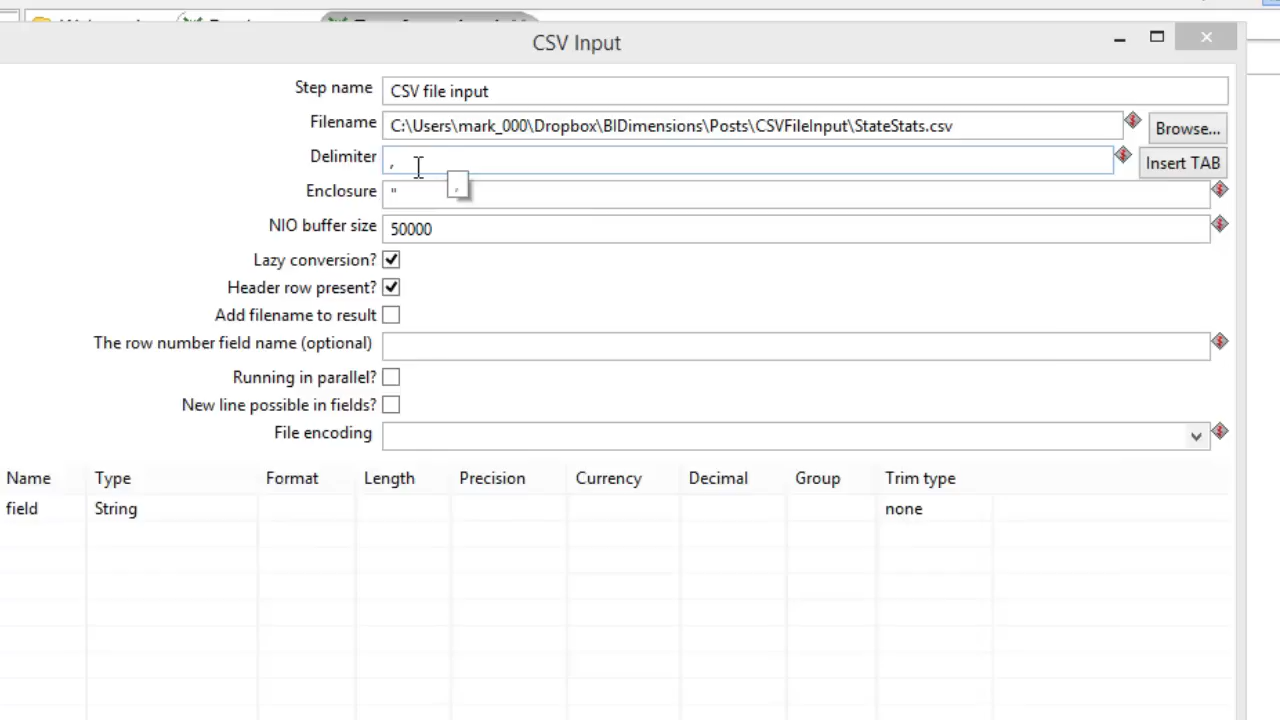 CSV Input
Step name CSV file input
Filename C:\Users\mark_000\Dropbox\BIDimensions\Posts\CSVFileInput\StateStats.csv Browse...
Delimiter , Insert TAB
,
Enclosure "
NIO buffer size 50000
Lazy conversion?
Header row present?
Add filename to result
The row number field name (optional)
Running in parallel?
New line possible in fields?
File encoding
Name Type Format Length Precision Currency Decimal Group Trim type
field String none